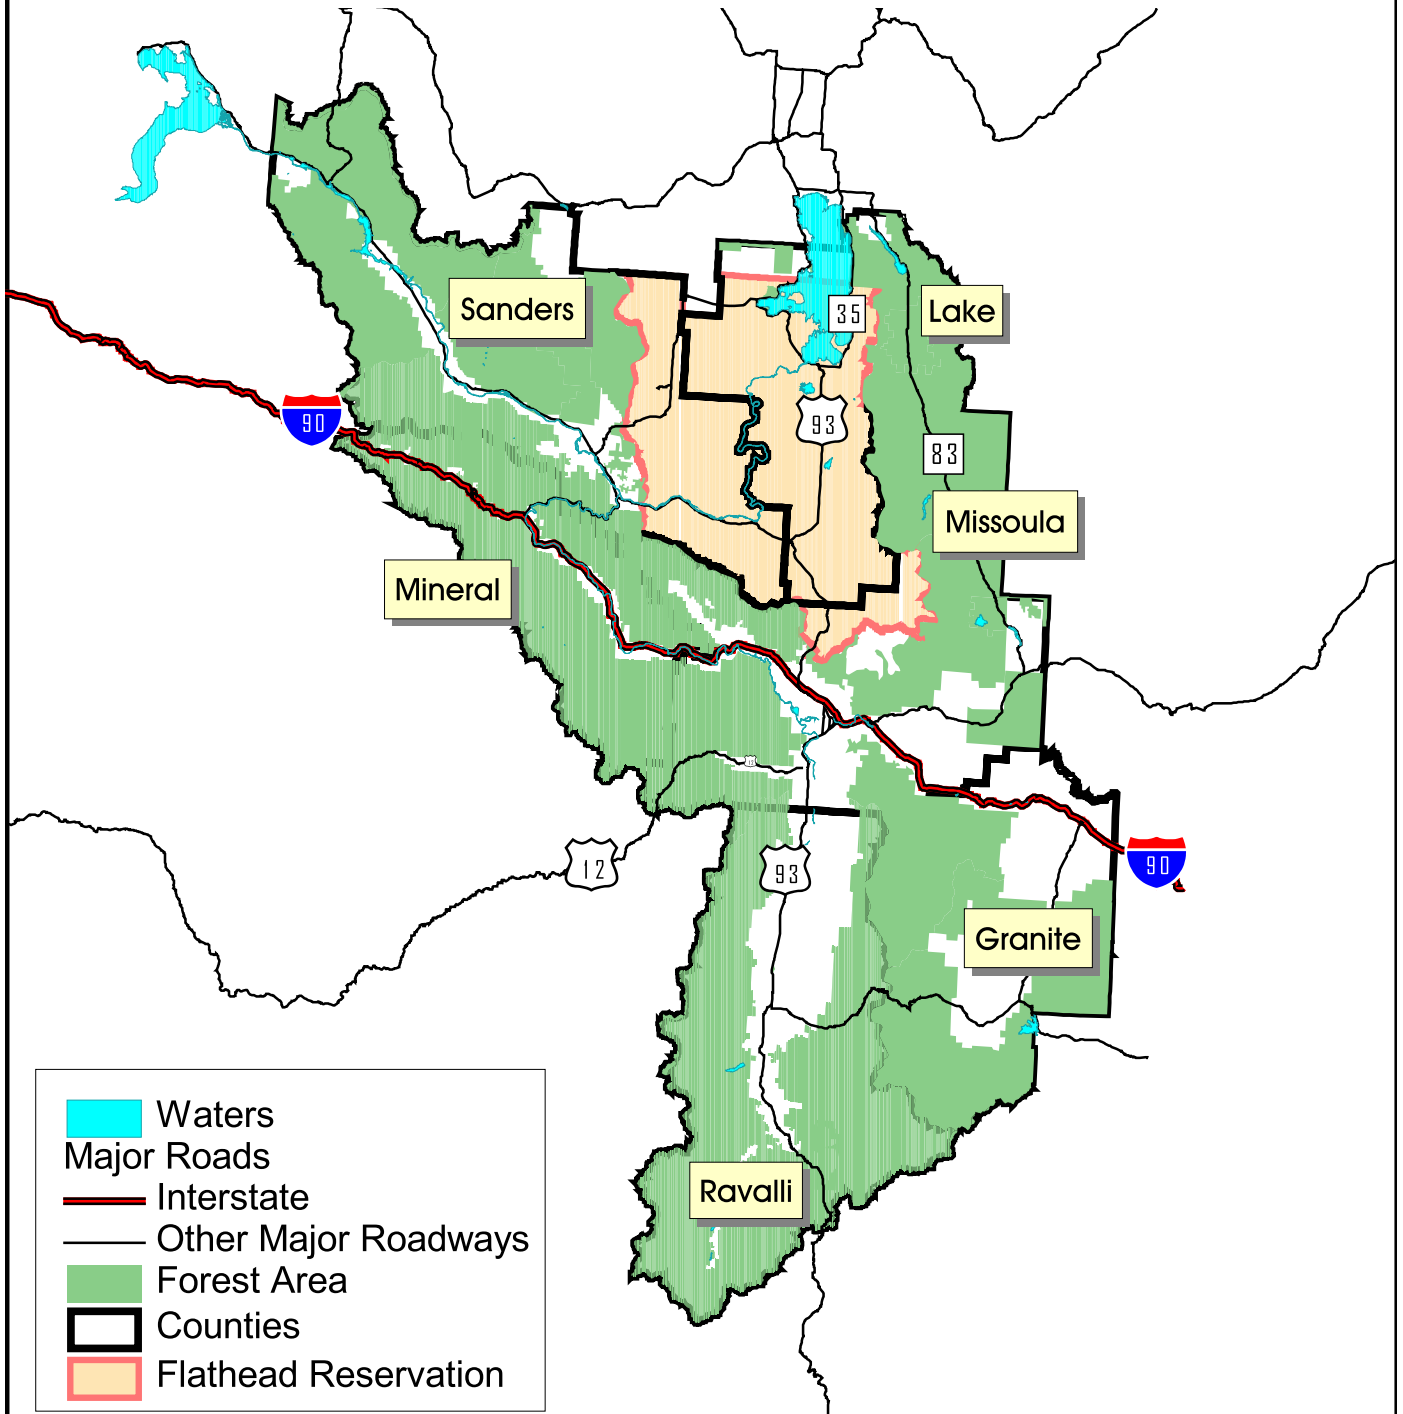 Sanders
Lake
35
90
93
83
Missoula
Mineral
12
12
93
90
Granite
Ravalli
Waters
Major Roads
Interstate
Other Major Roadways
Forest Area
Counties
Flathead Reservation